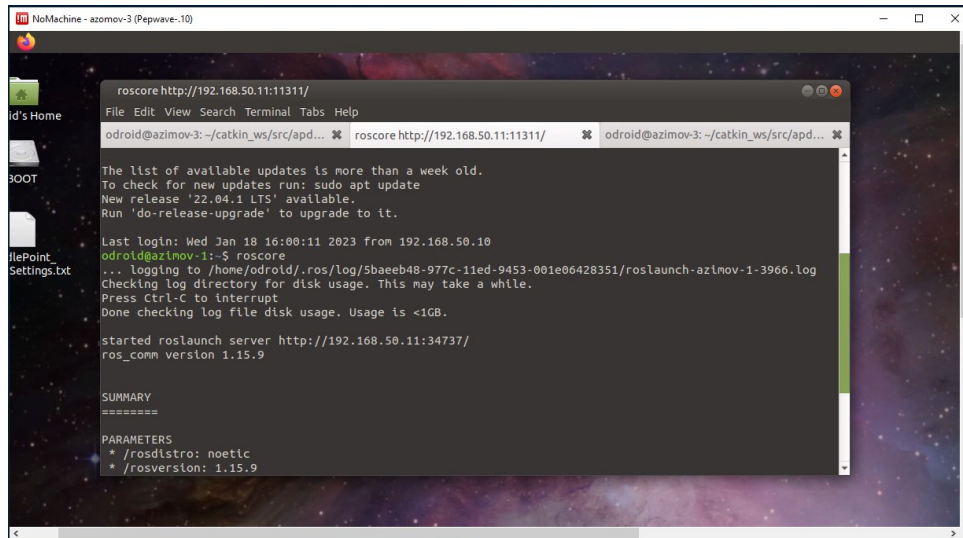 NoMachine - azomov-3 (Pepwave-.10)
id's Home
BOOT
dlePoint_
Settings.txt
roscore http://192.168.50.11:11311/
File Edit View Search Terminal Tabs Help
odroid@azimov-3: ~/catkin_ws/src/apd... roscore http://192.168.50.11:11311/ odroid@azimov-3: ~/catkin_ws/src/apd...
The list of available updates is more than a week old.
To check for new updates run: sudo apt update
New release '22.04.1 LTS' available.
Run 'do-release-upgrade' to upgrade to it.
Last login: Wed Jan 18 16:00:11 2023 from 192.168.50.10
odroid@azimov-1:~$ roscore
... logging to /home/odroid/.ros/log/5baeeb48-977c-11ed-9453-001e06428351/roslaunch-azimov-1-3966.log
Checking log directory for disk usage. This may take a while.
Press Ctrl-C to interrupt
Done checking log file disk usage. Usage is <1GB.
started roslaunch server http://192.168.50.11:34737/
ros_comm version 1.15.9
SUMMARY
========
PARAMETERS
* /rosdistro: noetic
* /rosversion: 1.15.9